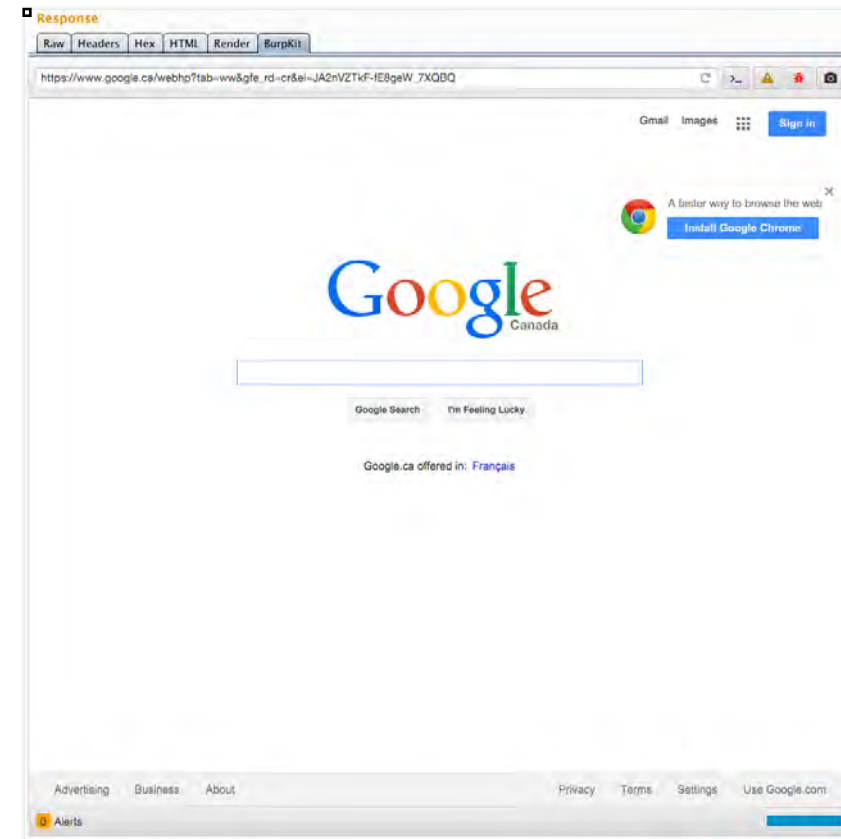 Response
Raw Headers Hex HTML Render BurpKit
https://www.google.ca/webhp?tab=ww&gfe_rd=cr&ei=JA2nVZTkF-fE8geW_7XQBQ
Gmail Images Sign in
A better way to browse the web
Install Google Chrome
Google
Canada
Google Search I'm Feeling Lucky
Google.ca offered in: Français
Advertising Business About Privacy Terms Settings Use Google.com
0 Alerts